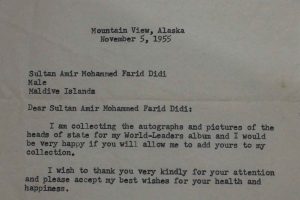 Mountain View, Alaska
November 5, 1955
Sultan Amir Mohammed Farid Didi
Male
Maldive Islands
Dear Sultan Amir Mohammed Farid Didi:
I am collecting the autographs and pictures of the
heads of state for my World-Leaders album and I would
be very happy if you will allow me to add yours to my
collection.
I wish to thank you very kindly for your attention
and please accept my best wishes for your health and
happiness.